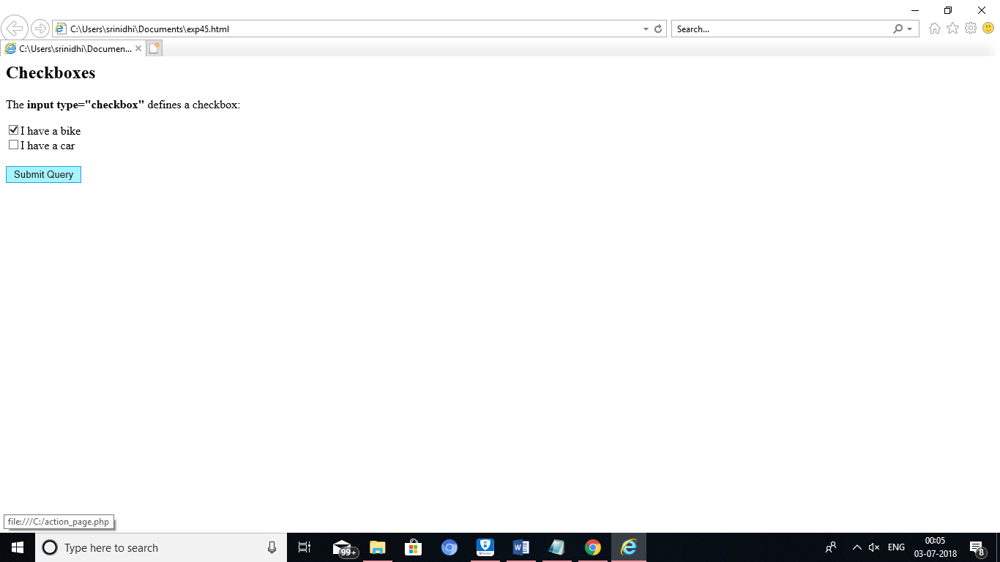 C:\Users\srinidhi\Documents\exp45.html
Search...
C:\Users\srinidhi\Documen...
Checkboxes
The input type="checkbox" defines a checkbox:
I have a bike
I have a car
Submit Query
file:///C:/action_page.php
Type here to search
99+
ENG
00:05
03-07-2018
8